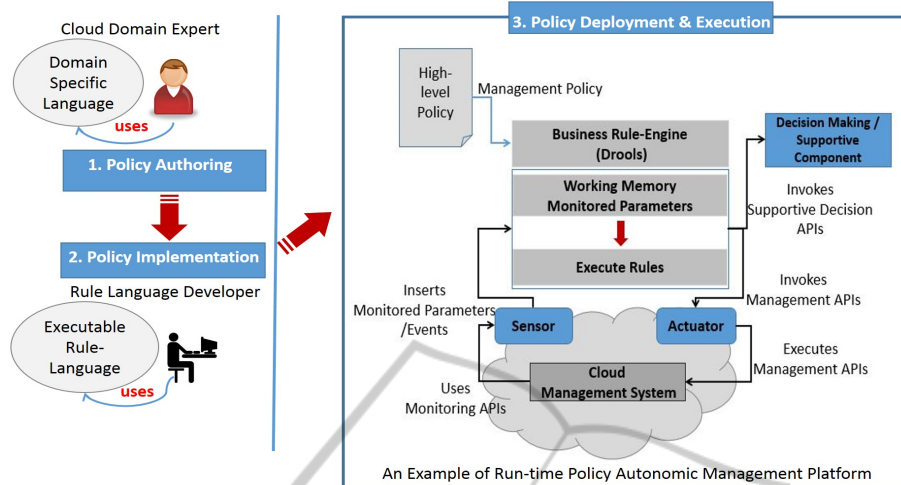 Cloud Domain Expert
Domain
Specific
Language
uses
1. Policy Authoring
2. Policy Implementation
Rule Language Developer
Executable
Rule-
Language
uses
3. Policy Deployment & Execution
High-
level
Policy
Management Policy
Business Rule-Engine
(Drools)
Decision Making /
Supportive
Component
Working Memory
Monitored Parameters
Execute Rules
Invokes
Supportive Decision
APIs
Inserts
Monitored Parameters
/Events
Invokes
Management APIs
Sensor
Actuator
Executes
Management APIs
Cloud
Management System
Uses
Monitoring APIs
An Example of Run-time Policy Autonomic Management Platform